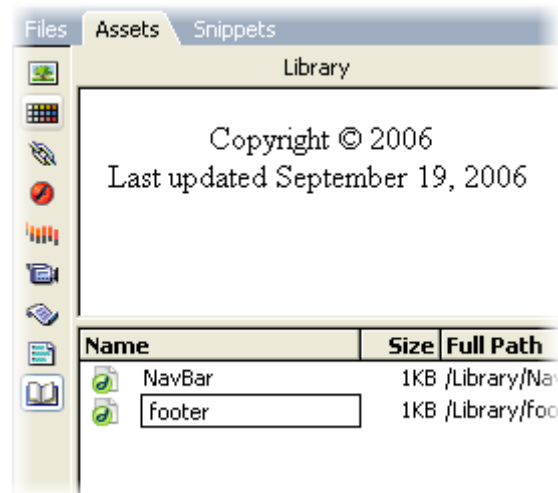 Files Assets Snippets
Library
Copyright © 2006
Last updated September 19, 2006
Name Size Full Path
NavBar 1KB /Library/Nav
footer 1KB /Library/foo